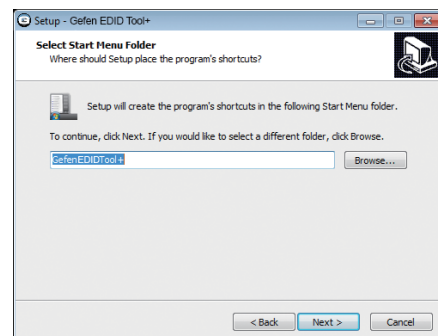 Setup - Gefen EDID Tool+
Select Start Menu Folder
Where should Setup place the program's shortcuts?
Setup will create the program's shortcuts in the following Start Menu folder.
To continue, click Next. If you would like to select a different folder, click Browse.
GefenEDIDTool+
Browse...
< Back
Next >
Cancel